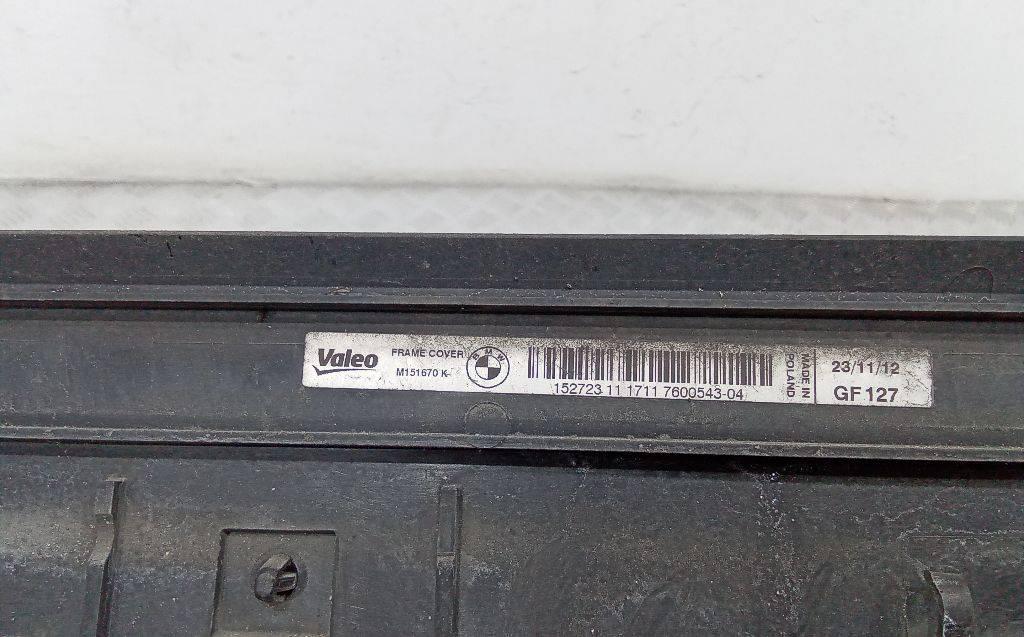 Valeo
FRAME COVER
M151670 K
BMW
152723 11 1711 7600543-04
MADE IN
POLAND
23/11/12
GF 127